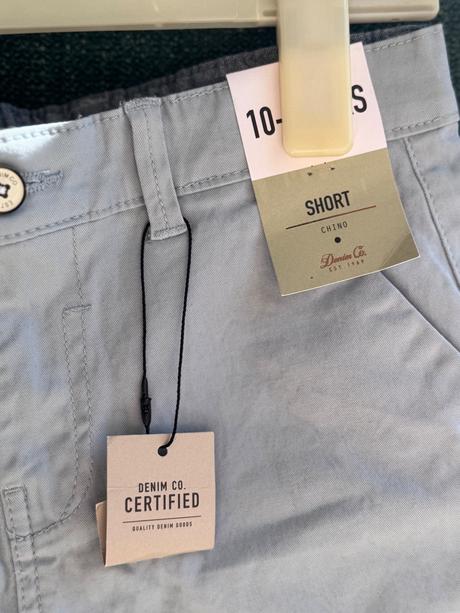 10-
S
SHORT
CHINO
Denim Co.
EST. 1969
DENIM CO.
CERTIFIED
QUALITY DENIM GOODS